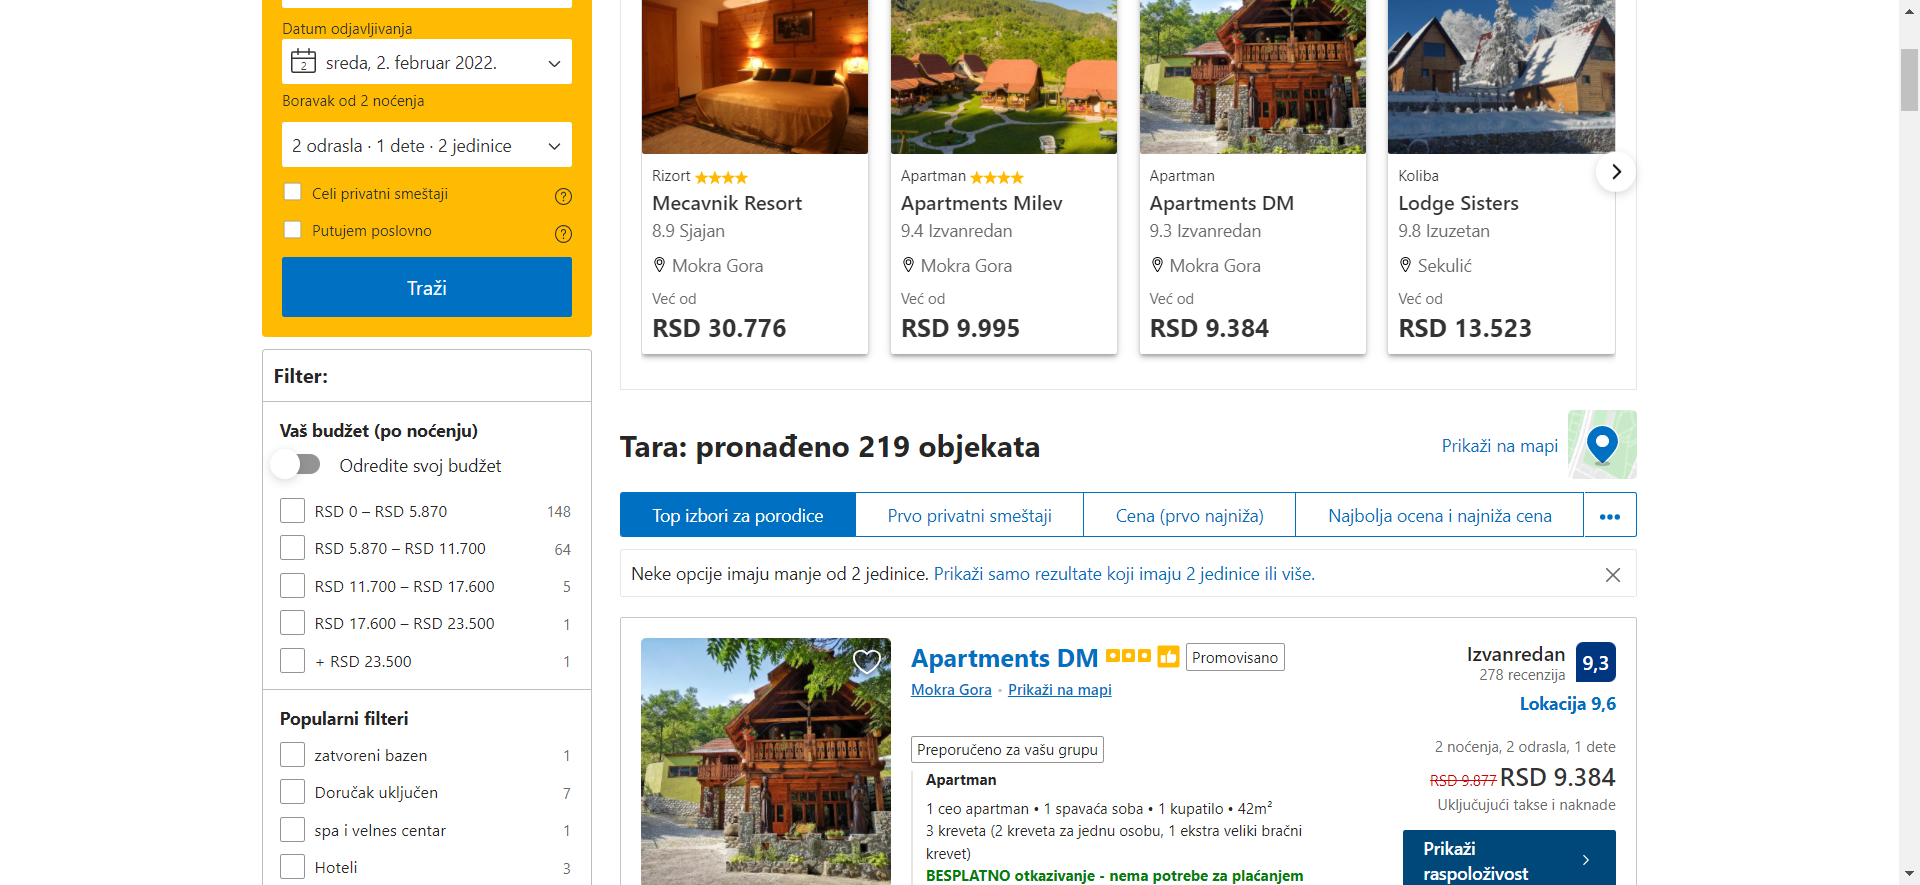 Datum odjavljivanja
2
sreda, 2. februar 2022.
Boravak od 2 noćenja
2 odrasla · 1 dete · 2 jedinice
Celi privatni smeštaji
?
Putujem poslovno
?
Traži
Filter:
Vaš budžet (po noćenju)
Odredite svoj budžet
RSD 0 – RSD 5.870 148
RSD 5.870 – RSD 11.700 64
RSD 11.700 – RSD 17.600 5
RSD 17.600 – RSD 23.500 1
+ RSD 23.500 1
Popularni filteri
zatvoreni bazen 1
Doručak uključen 7
spa i velnes centar 1
Hoteli 3
Rizort
Mecavnik Resort
8.9 Sjajan
Mokra Gora
Već od
RSD 30.776
Apartman
Apartments Milev
9.4 Izvanredan
Mokra Gora
Već od
RSD 9.995
Apartman
Apartments DM
9.3 Izvanredan
Mokra Gora
Već od
RSD 9.384
Koliba
Lodge Sisters
9.8 Izuzetan
Sekulić
Već od
RSD 13.523
Tara: pronađeno 219 objekata
Prikaži na mapi
Top izbori za porodice
Prvo privatni smeštaji
Cena (prvo najniža)
Najbolja ocena i najniža cena
Neke opcije imaju manje od 2 jedinice. Prikaži samo rezultate koji imaju 2 jedinice ili više.
Apartments DM
Promovisano
Mokra Gora • Prikaži na mapi
Izvanredan 9,3
278 recenzija
Lokacija 9,6
Preporučeno za vašu grupu
Apartman
1 ceo apartman • 1 spavaća soba • 1 kupatilo • 42m²
3 kreveta (2 kreveta za jednu osobu, 1 ekstra veliki bračni
krevet)
BESPLATNO otkazivanje - nema potrebe za plaćanjem
2 noćenja, 2 odrasla, 1 dete
RSD 9.877 RSD 9.384
Uključujući takse i naknade
Prikaži
raspoloživost